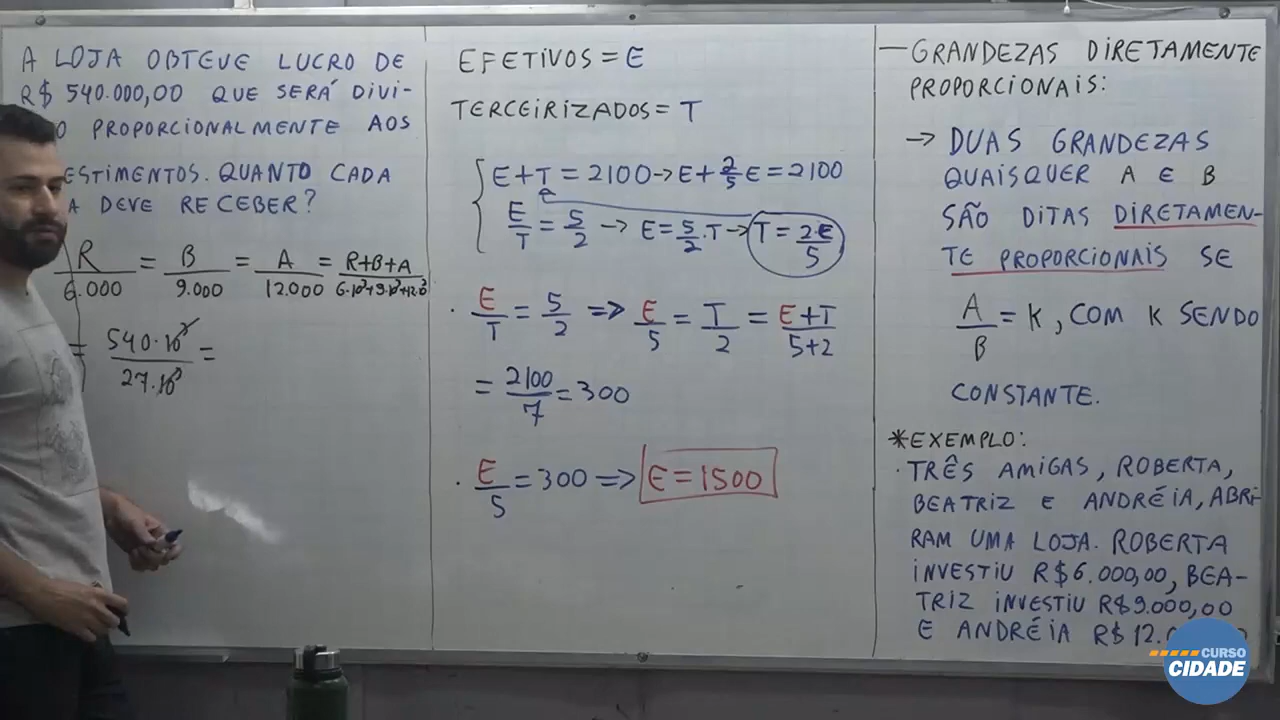 A LOJA OBTEVE LUCRO DE
R$ 540.000,00 QUE SERÁ DIVI-
O PROPORCIONALMENTE AOS
ESTIMENTOS. QUANTO CADA
A DEVE RECEBER?
R/6.000 = B/9.000 = A/12.000 = R+B+A/6·10³+9·10³+12·10³
= 540·10³/27·10³ =
EFETIVOS = E
TERCEIRIZADOS = T
E+T = 2100 → E+2/5E = 2100
E/T = 5/2 → E = 5/2·T → T = 2·E/5
· E/T = 5/2 => E/5 = T/2 = E+T/5+2
= 2100/7 = 300
· E/5 = 300 => E = 1500
— GRANDEZAS DIRETAMENTE
PROPORCIONAIS:
→ DUAS GRANDEZAS
QUAISQUER A E B
SÃO DITAS DIRETAMEN-
TE PROPORCIONAIS SE
A/B = K, COM K SENDO
CONSTANTE.
*EXEMPLO:
· TRÊS AMIGAS, ROBERTA,
BEATRIZ E ANDRÉIA, ABRI-
RAM UMA LOJA. ROBERTA
INVESTIU R$6.000,00, BEA-
TRIZ INVESTIU R$9.000,00
E ANDRÉIA R$12.
CURSO
CIDADE